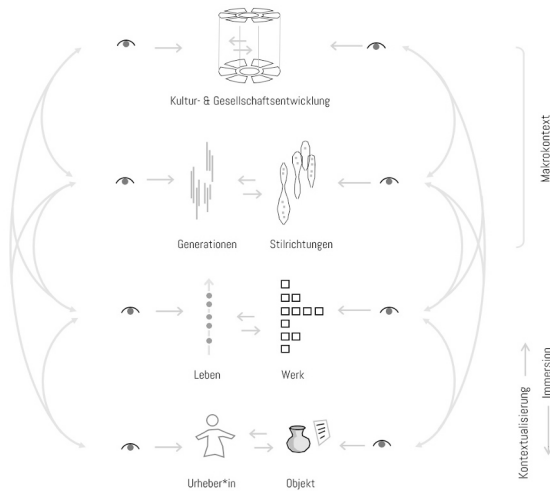 Kultur- & Gesellschaftsentwicklung
Makrokontext
Generationen
Stilrichtungen
Leben
Werk
Kontextualisierung
Immersion
Urheber*in
Objekt